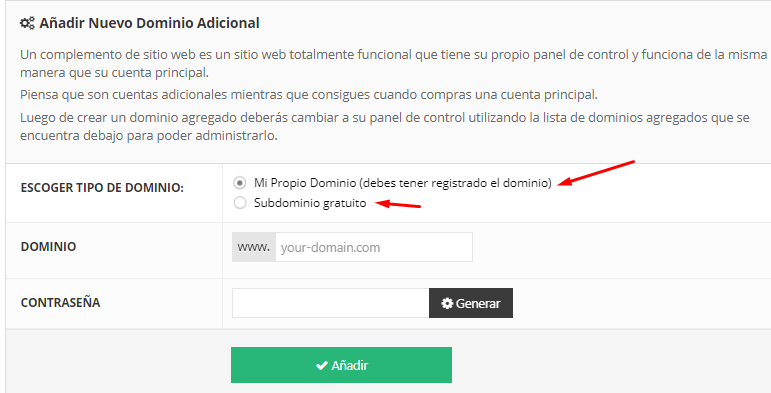 Añadir Nuevo Dominio Adicional
Un complemento de sitio web es un sitio web totalmente funcional que tiene su propio panel de control y funciona de la misma
manera que su cuenta principal.
Piensa que son cuentas adicionales mientras que consigues cuando compras una cuenta principal.
Luego de crear un dominio agregado deberás cambiar a su panel de control utilizando la lista de dominios agregados que se
encuentra debajo para poder administrarlo.
ESCOGER TIPO DE DOMINIO:
Mi Propio Dominio (debes tener registrado el dominio)
Subdominio gratuito
DOMINIO
www. your-domain.com
CONTRASEÑA
Generar
Añadir